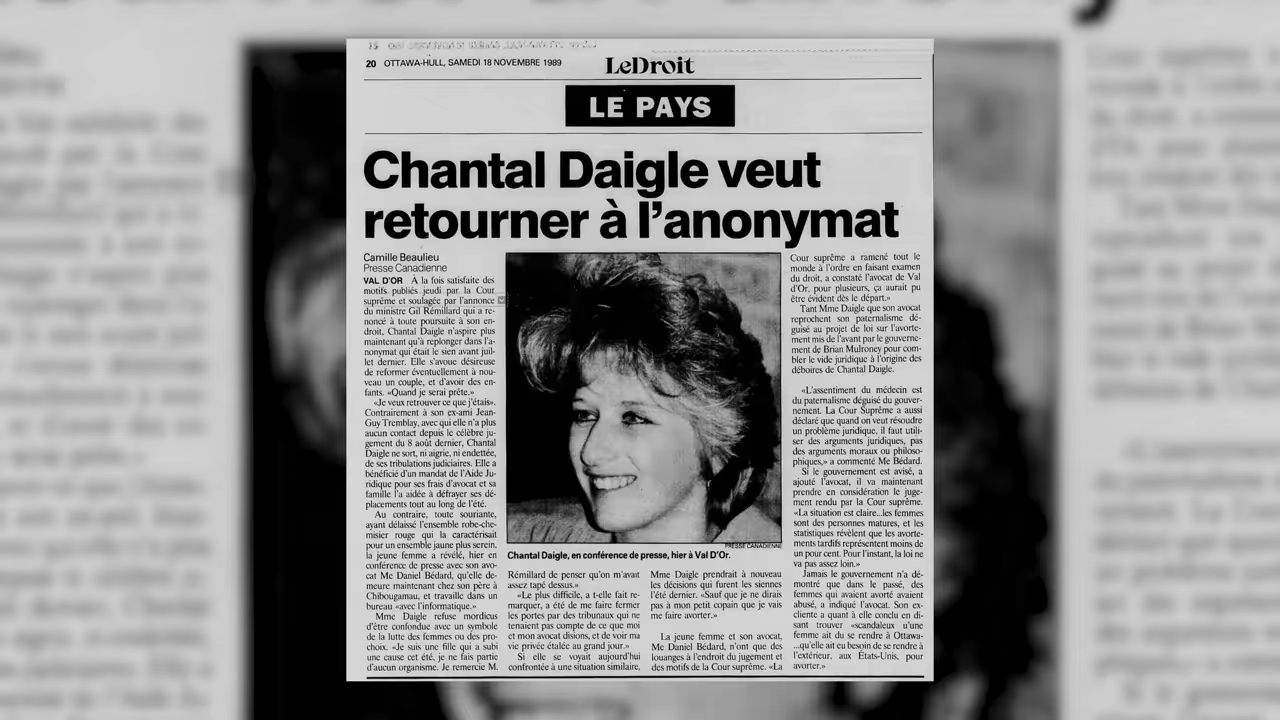 20 OTTAWA-HULL, SAMEDI 18 NOVEMBRE 1989
LeDroit
LE PAYS
Chantal Daigle veut
retourner à l'anonymat
Camille Beaulieu
Presse Canadienne
VAL D'OR À la fois satisfaite des
motifs publiés jeudi par la Cour
suprême et soulagée par l'annonce
du ministre Gil Rémillard qui a re-
noncé à toute poursuite à son en-
droit, Chantal Daigle n'aspire plus
maintenant qu'à replonger dans l'a-
nonymat qui était le sien avant juil-
let dernier. Elle s'avoue désireuse
de reformer éventuellement à nou-
veau un couple, et d'avoir des en-
fants. «Quand je serai prête.»
«Je veux retrouver ce que j'étais».
Contrairement à son ex-ami Jean-
Guy Tremblay, avec qui elle n'a plus
aucun contact depuis le célèbre ju-
gement du 8 août dernier, Chantal
Daigle ne sort, ni aigrie, ni endettée,
de ses tribulations judiciaires. Elle a
bénéficié d'un mandat de l'Aide Ju-
ridique pour ses frais d'avocat et sa
famille l'a aidée à défrayer ses dé-
placements tout au long de l'été.
Au contraire, toute souriante,
ayant délaissé l'ensemble robe-che-
misier rouge qui la caractérisait
pour un ensemble jaune plus serein,
la jeune femme a révélé, hier en
conférence de presse avec son avo-
cat Me Daniel Bédard, qu'elle de-
meure maintenant chez son père à
Chibougamau, et travaille dans un
bureau «avec l'informatique.»
Mme Daigle refuse mordicus
d'être confondue avec un symbole
de la lutte des femmes ou des pro-
choix. «Je suis une fille qui a subi
une cause cet été, je ne fais partie
d'aucun organisme. Je remercie M.
PRESSE CANADIENNE
Chantal Daigle, en conférence de presse, hier à Val D'Or.
Rémillard de penser qu'on m'avait
assez tapé dessus.»
«Le plus difficile, a t-elle fait re-
marquer, a été de me faire fermer
les portes par des tribunaux qui ne
tenaient pas compte de ce que moi
et mon avocat disions, et de voir ma
vie privée étalée au grand jour.»
Si elle se voyait aujourd'hui
confrontée à une situation similaire,
Mme Daigle prendrait à nouveau
les décisions qui furent les siennes
l'été dernier. «Sauf que je ne dirais
pas à mon petit copain que je vais
me faire avorter.»
La jeune femme et son avocat,
Me Daniel Bédard, n'ont que des
louanges à l'endroit du jugement et
des motifs de la Cour suprême. «La
Cour suprême a ramené tout le
monde à l'ordre en faisant examen
du droit, a constaté l'avocat de Val
d'Or, pour plusieurs, ça aurait pu
être évident dès le départ.»
Tant Mme Daigle que son avocat
reprochent son paternalisme dé-
guisé au projet de loi sur l'avorte-
ment mis de l'avant par le gouverne-
ment de Brian Mulroney pour com-
bler le vide juridique à l'origine des
déboires de Chantal Daigle.
«L'assentiment du médecin est
du paternalisme déguisé du gouver-
nement. La Cour Suprême a aussi
déclaré que quand on veut résoudre
un problème juridique, il faut utili-
ser des arguments juridiques, pas
des arguments moraux ou philoso-
phiques,» a commenté Me Bédard.
Si le gouvernement est avisé, a
ajouté l'avocat, il va maintenant
prendre en considération le juge-
ment rendu par la Cour suprême.
«La situation est claire...les femmes
sont des personnes matures, et les
statistiques révèlent que les avorte-
ments tardifs représentent moins de
un pour cent. Pour l'instant, la loi ne
va pas assez loin.»
Jamais le gouvernement n'a dé-
montré que dans le passé, des
femmes qui avaient avorté avaient
abusé, a indiqué l'avocat. Son ex-
cliente a quant à elle conclu en di-
sant trouver «scandaleux u'une
femme ait du se rendre à Ottawa-
...qu'elle ait eu besoin de se rendre à
l'extérieur, aux États-Unis, pour
avorter.»